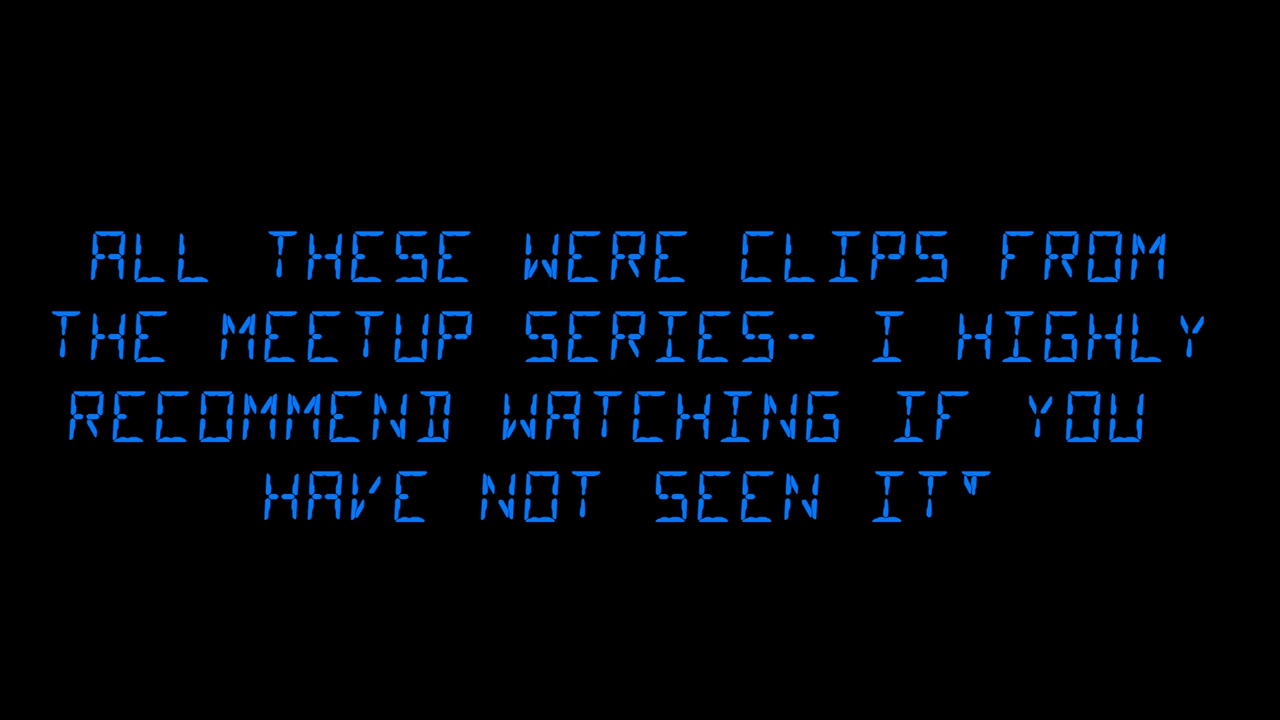 ALL THESE WERE CLIPS FROM
THE MEETUP SERIES- I HIGHLY
RECOMMEND WATCHING IF YOU
HAVE NOT SEEN IT